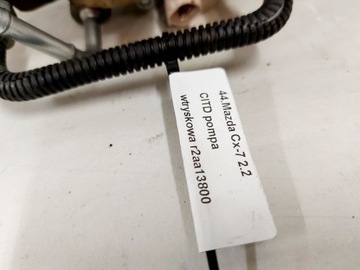 44.Mazda Cx-7 2.2
CITD pompa
wtryskowa r2aa13800